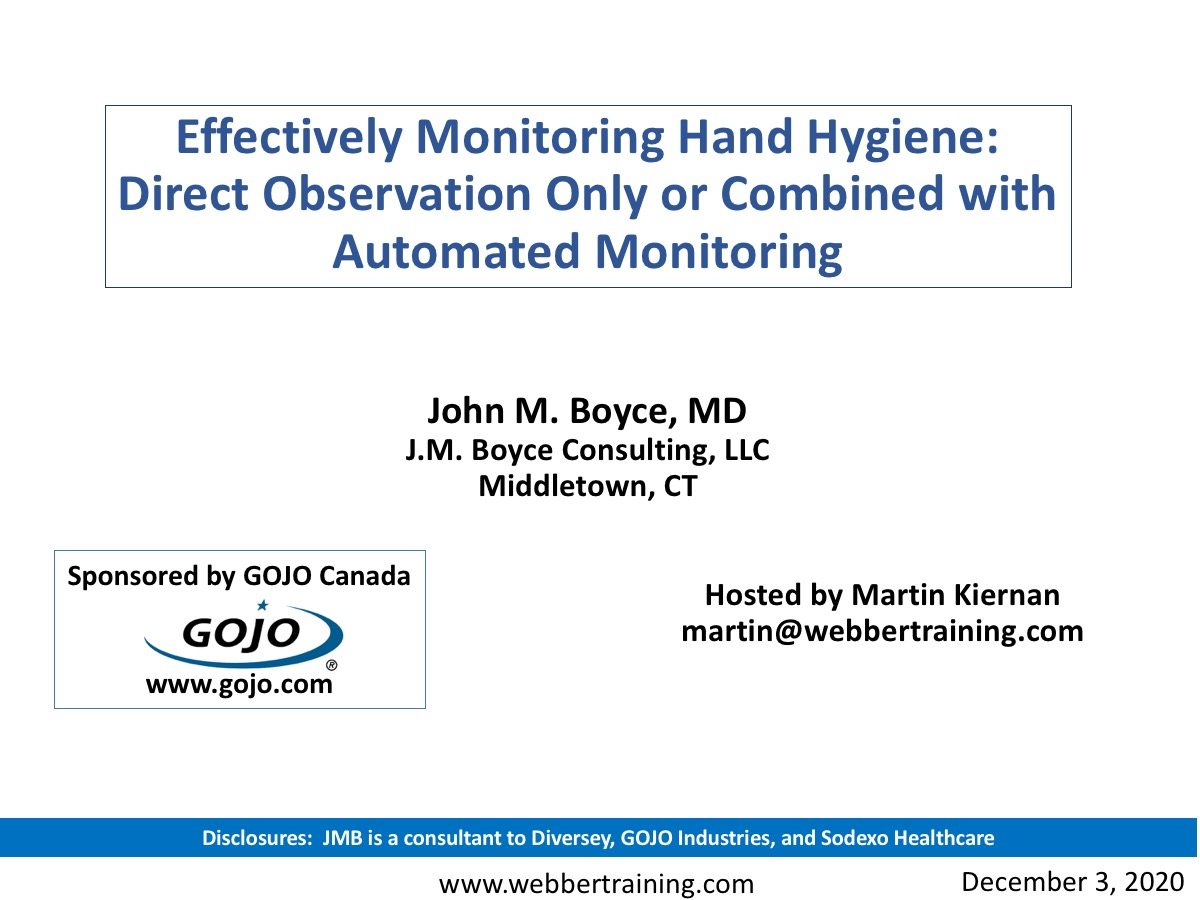 Effectively Monitoring Hand Hygiene:
Direct Observation Only or Combined with
Automated Monitoring
John M. Boyce, MD
J.M. Boyce Consulting, LLC
Middletown, CT
Sponsored by GOJO Canada
GOJO
®
www.gojo.com
Hosted by Martin Kiernan
martin@webbertraining.com
Disclosures: JMB is a consultant to Diversey, GOJO Industries, and Sodexo Healthcare
www.webbertraining.com
December 3, 2020